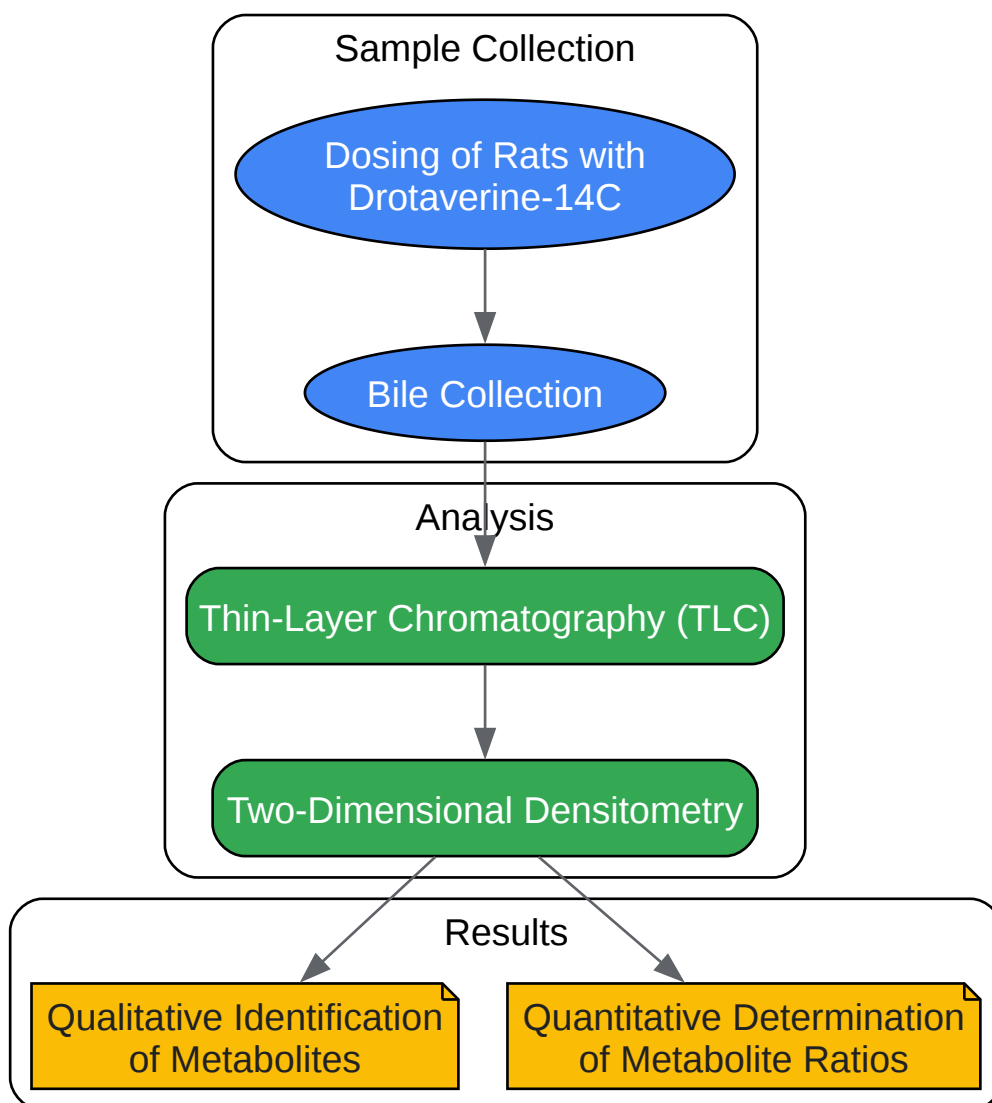 Sample Collection
Dosing of Rats with
Drotaverine-14C
Bile Collection
Analysis
Thin-Layer Chromatography (TLC)
Two-Dimensional Densitometry
Results
Qualitative Identification
of Metabolites
Quantitative Determination
of Metabolite Ratios